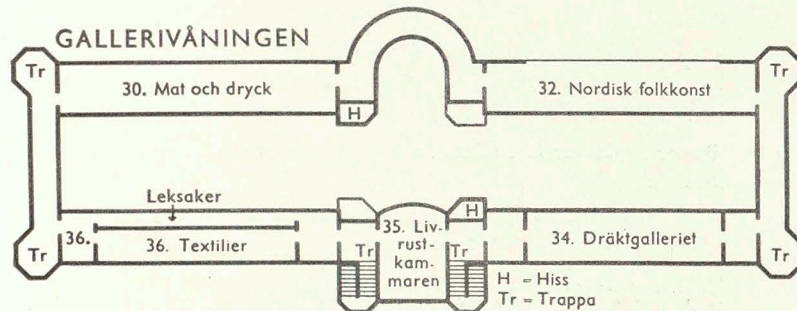 GALLERIVÅNINGEN
Tr
Tr
30. Mat och dryck
32. Nordisk folkkonst
H
Leksaker
H
36.
36. Textilier
35. Liv-
rust-
kam-
maren
Tr
Tr
34. Dräktgalleriet
Tr
Tr
H = Hiss
Tr = Trappa